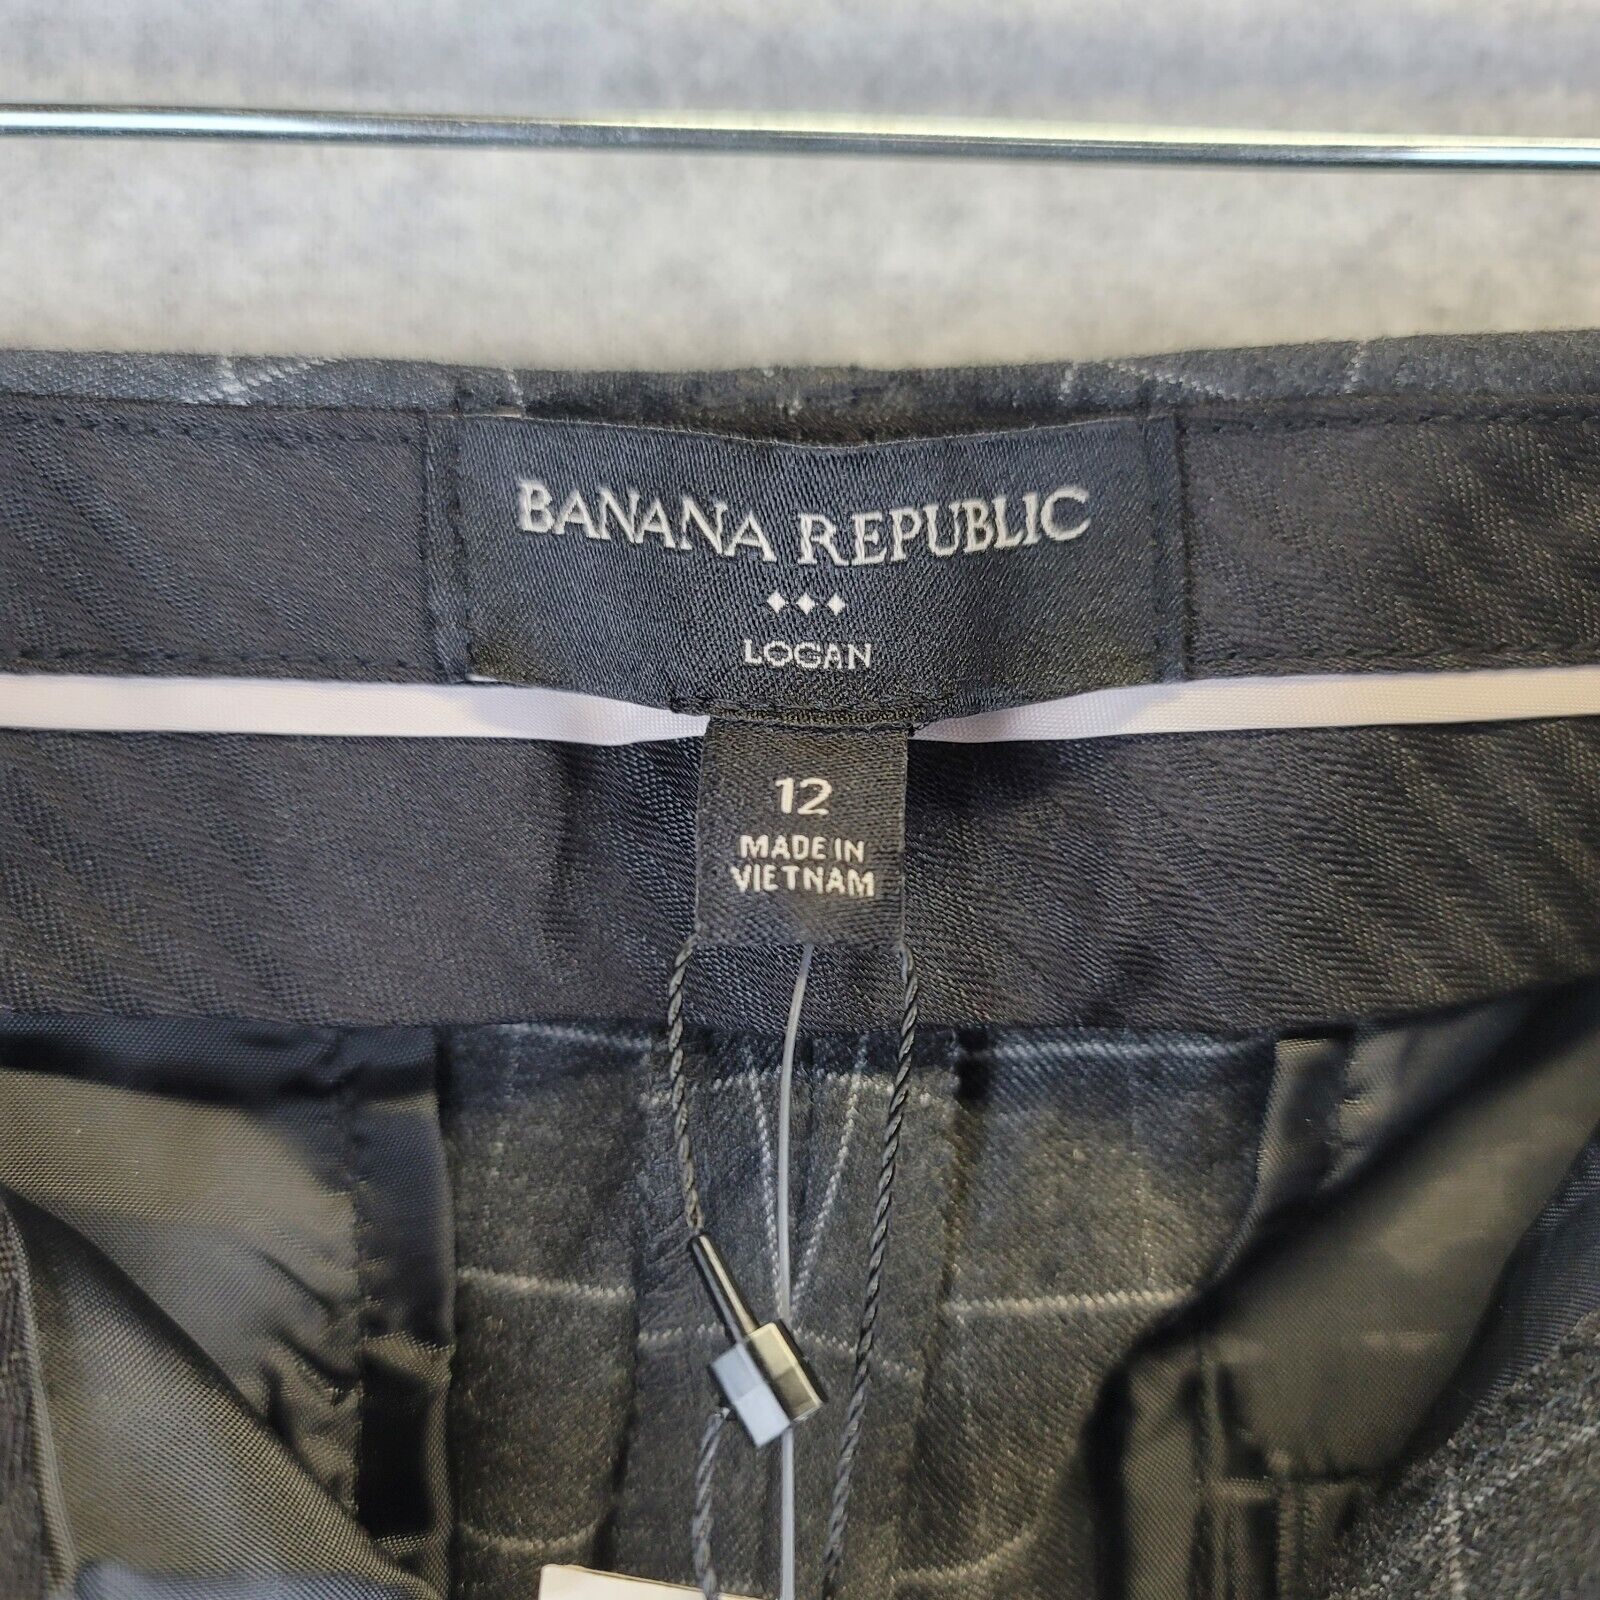 BANANA REPUBLIC
LOGAN
12
MADE IN
VIETNAM